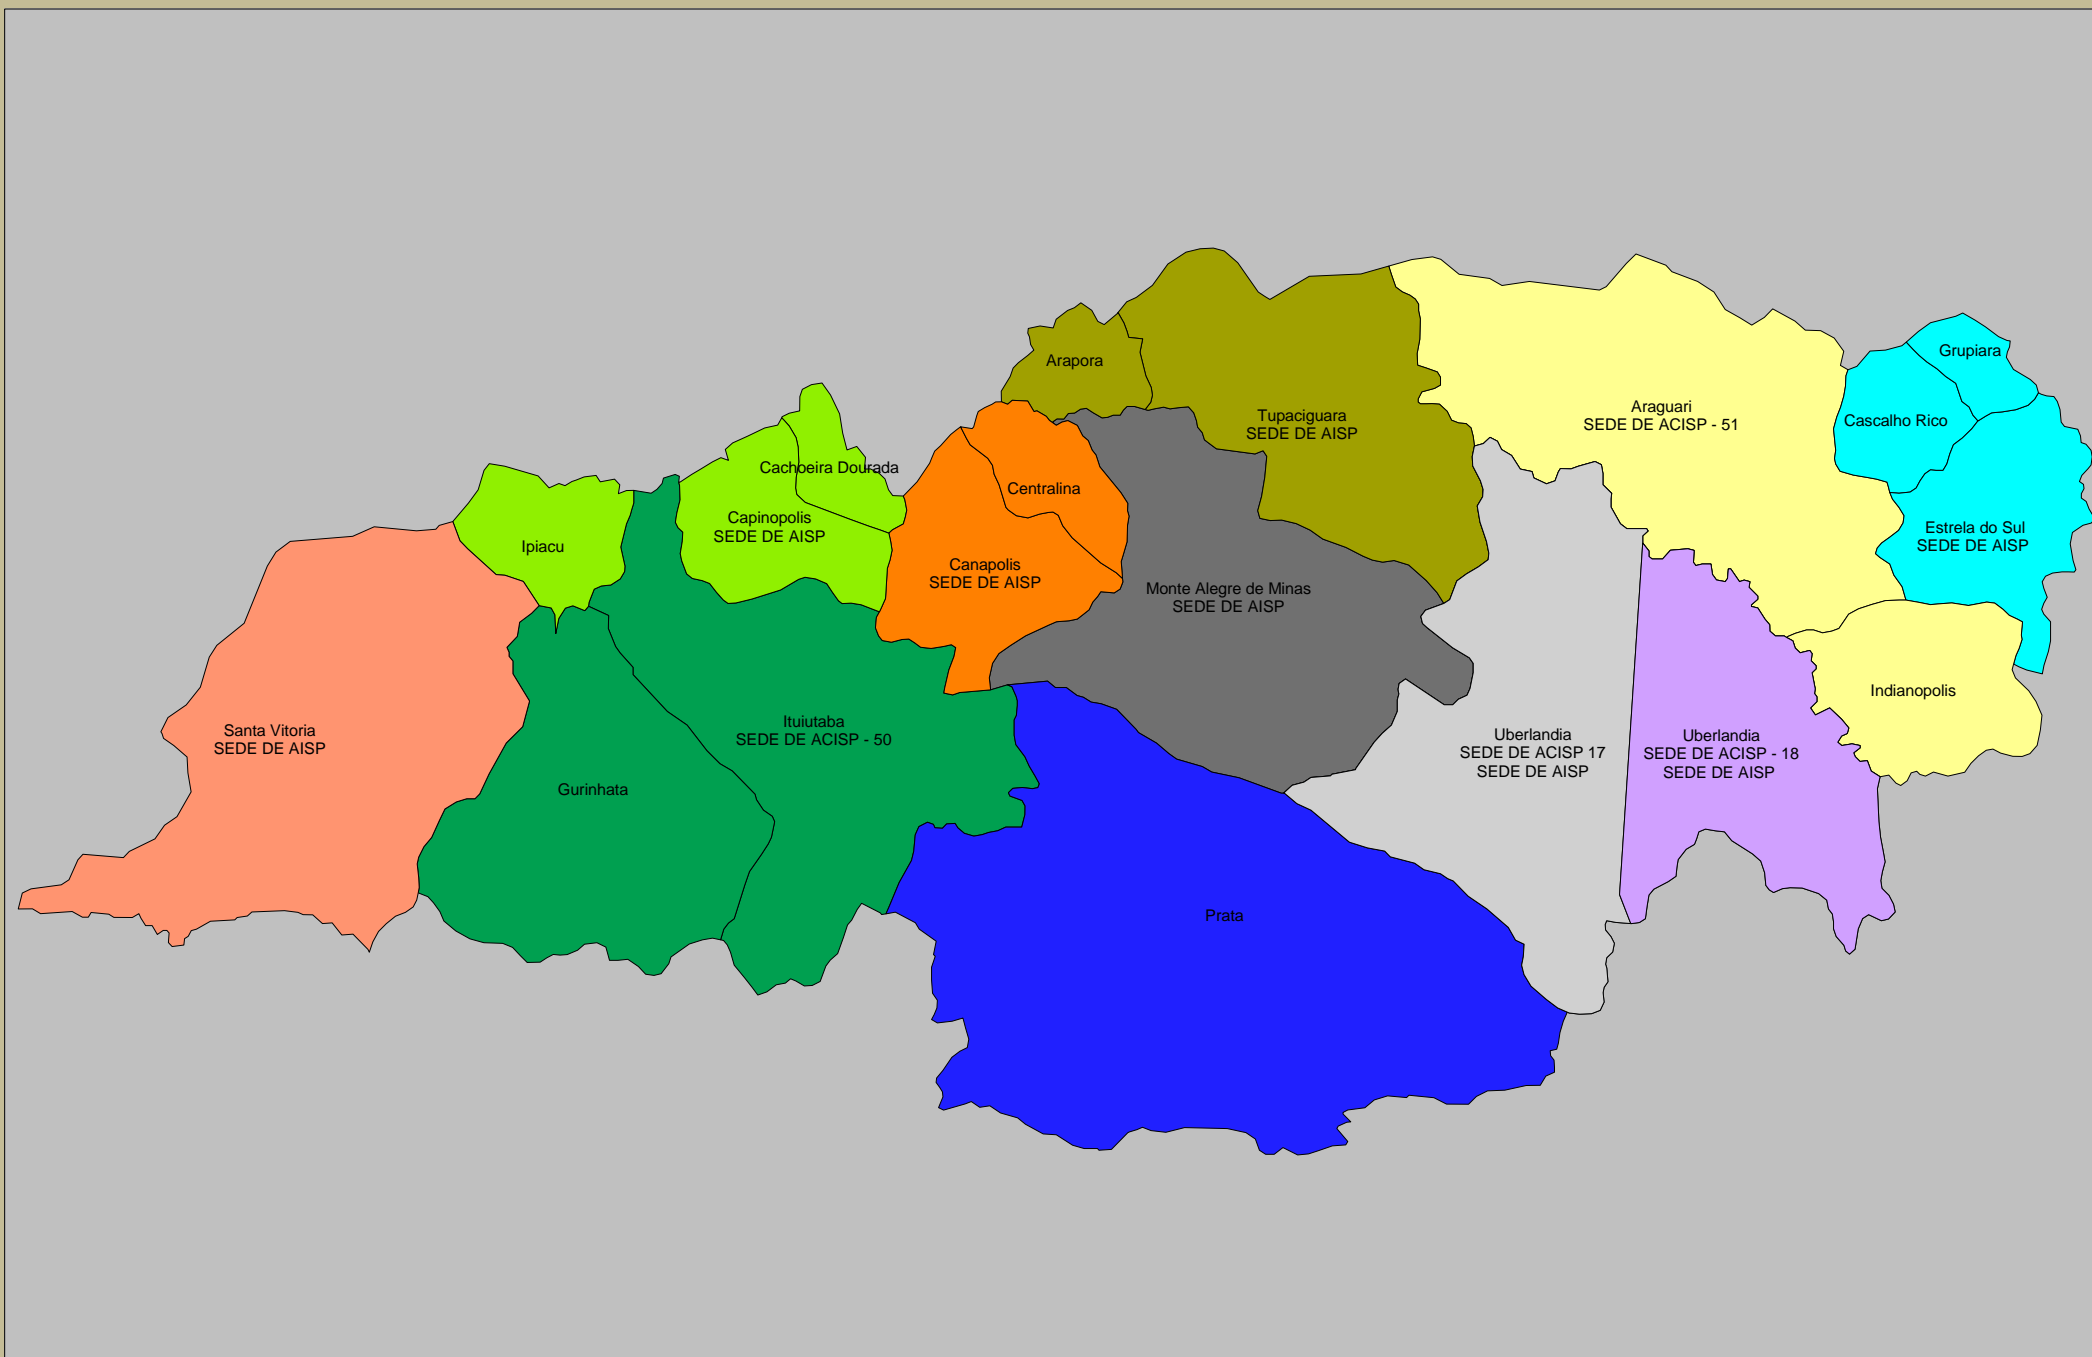 Grupiara
Arapora
Tupaciguara
SEDE DE AISP
Araguari
SEDE DE ACISP - 51
Cascalho Rico
Cachoeira Dourada
Centralina
Capinopolis
SEDE DE AISP
Estrela do Sul
SEDE DE AISP
Ipiacu
Canapolis
SEDE DE AISP
Monte Alegre de Minas
SEDE DE AISP
Indianopolis
Santa Vitoria
SEDE DE AISP
Ituiutaba
SEDE DE ACISP - 50
Uberlandia
SEDE DE ACISP 17
SEDE DE AISP
Uberlandia
SEDE DE ACISP - 18
SEDE DE AISP
Gurinhata
Prata